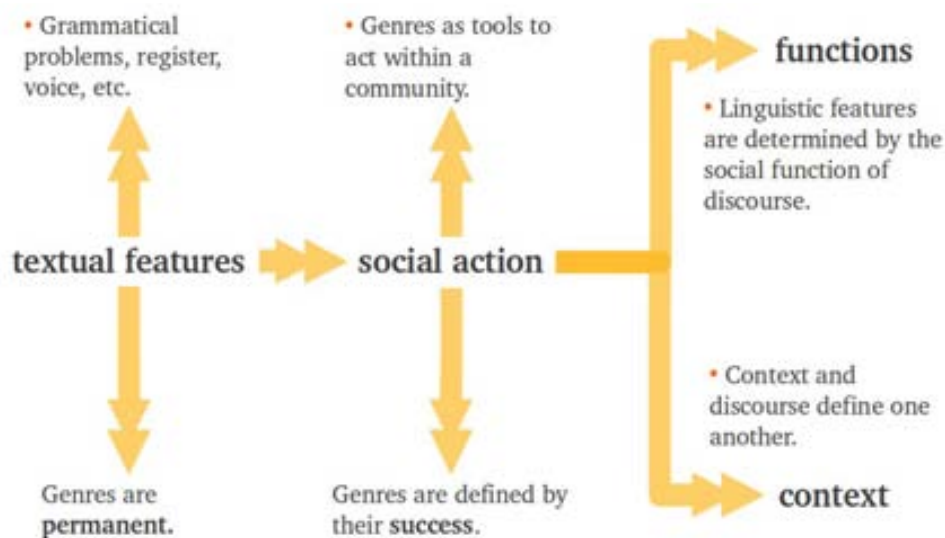 • Grammatical
problems, register,
voice, etc.
• Genres as tools to
act within a
community.
functions
• Linguistic features
are determined by the
social function of
discourse.
textual features
social action
• Context and
discourse define one
another.
Genres are
permanent.
Genres are defined by
their success.
context